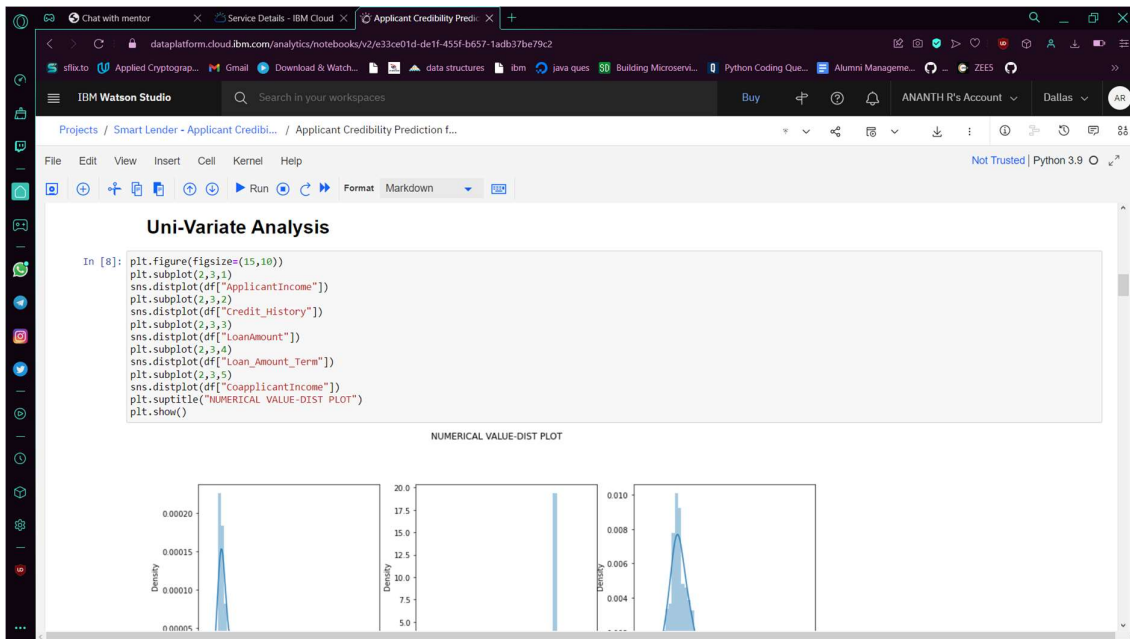 Chat with mentor
Service Details - IBM Cloud
Applicant Credibility Predic
dataplatform.cloud.ibm.com/analytics/notebooks/v2/e33ce01d-de1f-455f-b657-1adb37be79c2
sflix.to Applied Cryptograp... Gmail Download & Watch... data structures ibm java ques SD Building Microservi... Python Coding Que... Alumni Manageme... ... ZEE5 »
IBM Watson Studio Search in your workspaces Buy ANANTH R's Account Dallas AR
Projects / Smart Lender - Applicant Credibi... / Applicant Credibility Prediction f...
File Edit View Insert Cell Kernel Help Not Trusted | Python 3.9
Run Format Markdown
Uni-Variate Analysis
In [8]: plt.figure(figsize=(15,10))
plt.subplot(2,3,1)
sns.distplot(df["ApplicantIncome"])
plt.subplot(2,3,2)
sns.distplot(df["Credit_History"])
plt.subplot(2,3,3)
sns.distplot(df["LoanAmount"])
plt.subplot(2,3,4)
sns.distplot(df["Loan_Amount_Term"])
plt.subplot(2,3,5)
sns.distplot(df["CoapplicantIncome"])
plt.suptitle("NUMERICAL VALUE-DIST PLOT")
plt.show()
NUMERICAL VALUE-DIST PLOT
0.00020
0.00015
0.00010
0.00005
Density
20.0
17.5
15.0
12.5
10.0
7.5
5.0
Density
0.010
0.008
0.006
0.004
Density